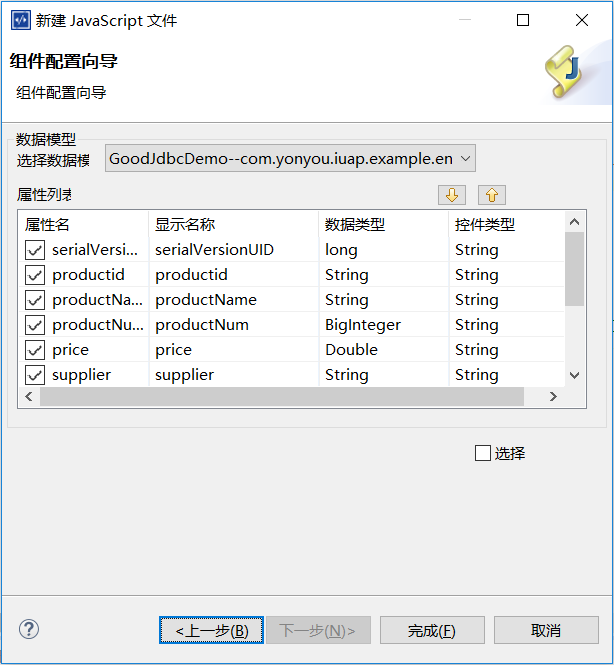 新建 JavaScript 文件
组件配置向导
组件配置向导
数据模型
选择数据模 GoodJdbcDemo--com.yonyou.iuap.example.en
属性列表
属性名 显示名称 数据类型 控件类型
serialVersi... serialVersionUID long String
productid productid String String
productNa... productName String String
productNu... productNum BigInteger String
price price Double String
supplier supplier String String
选择
<上一步(B) 下一步(N)> 完成(F) 取消